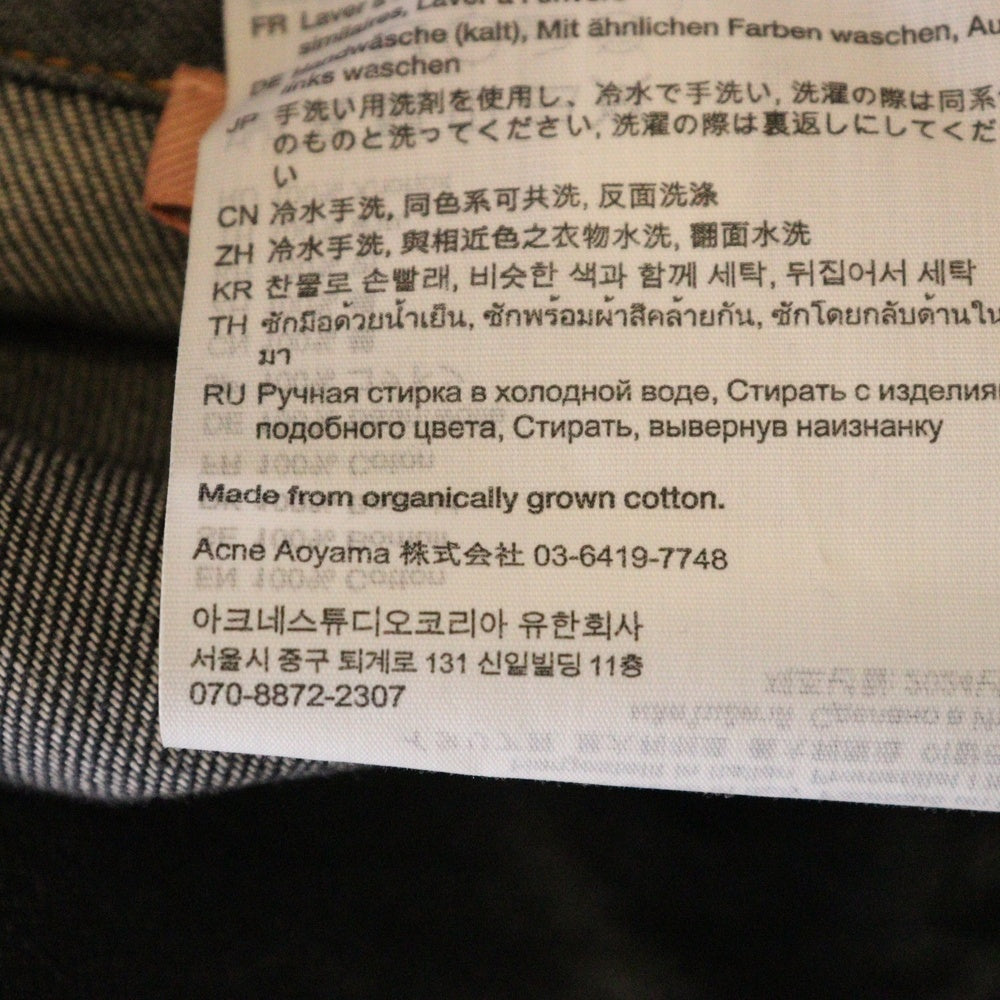 FR Laver à
similaires, Laver à l'envers
DE Handwäsche (kalt), Mit ähnlichen Farben waschen, Au
links waschen
JP 手洗い用洗剤を使用し、冷水で手洗い, 洗濯の際は同系
のものと洗ってください, 洗濯の際は裏返しにしてくだ
い
CN 冷水手洗, 同色系可共洗, 反面洗涤
ZH 冷水手洗, 與相近色之衣物水洗, 翻面水洗
KR 찬물로 손빨래, 비슷한 색과 함께 세탁, 뒤집어서 세탁
TH ซักมือด้วยน้ำเย็น, ซักพร้อมผ้าสีคล้ายกัน, ซักโดยกลับด้านใน
มา
RU Ручная стирка в холодной воде, Стирать с изделия
подобного цвета, Стирать, вывернув наизнанку
Made from organically grown cotton.
Acne Aoyama 株式会社 03-6419-7748
아크네스튜디오코리아 유한회사
서울시 중구 퇴계로 131 신일빌딩 11층
070-8872-2307